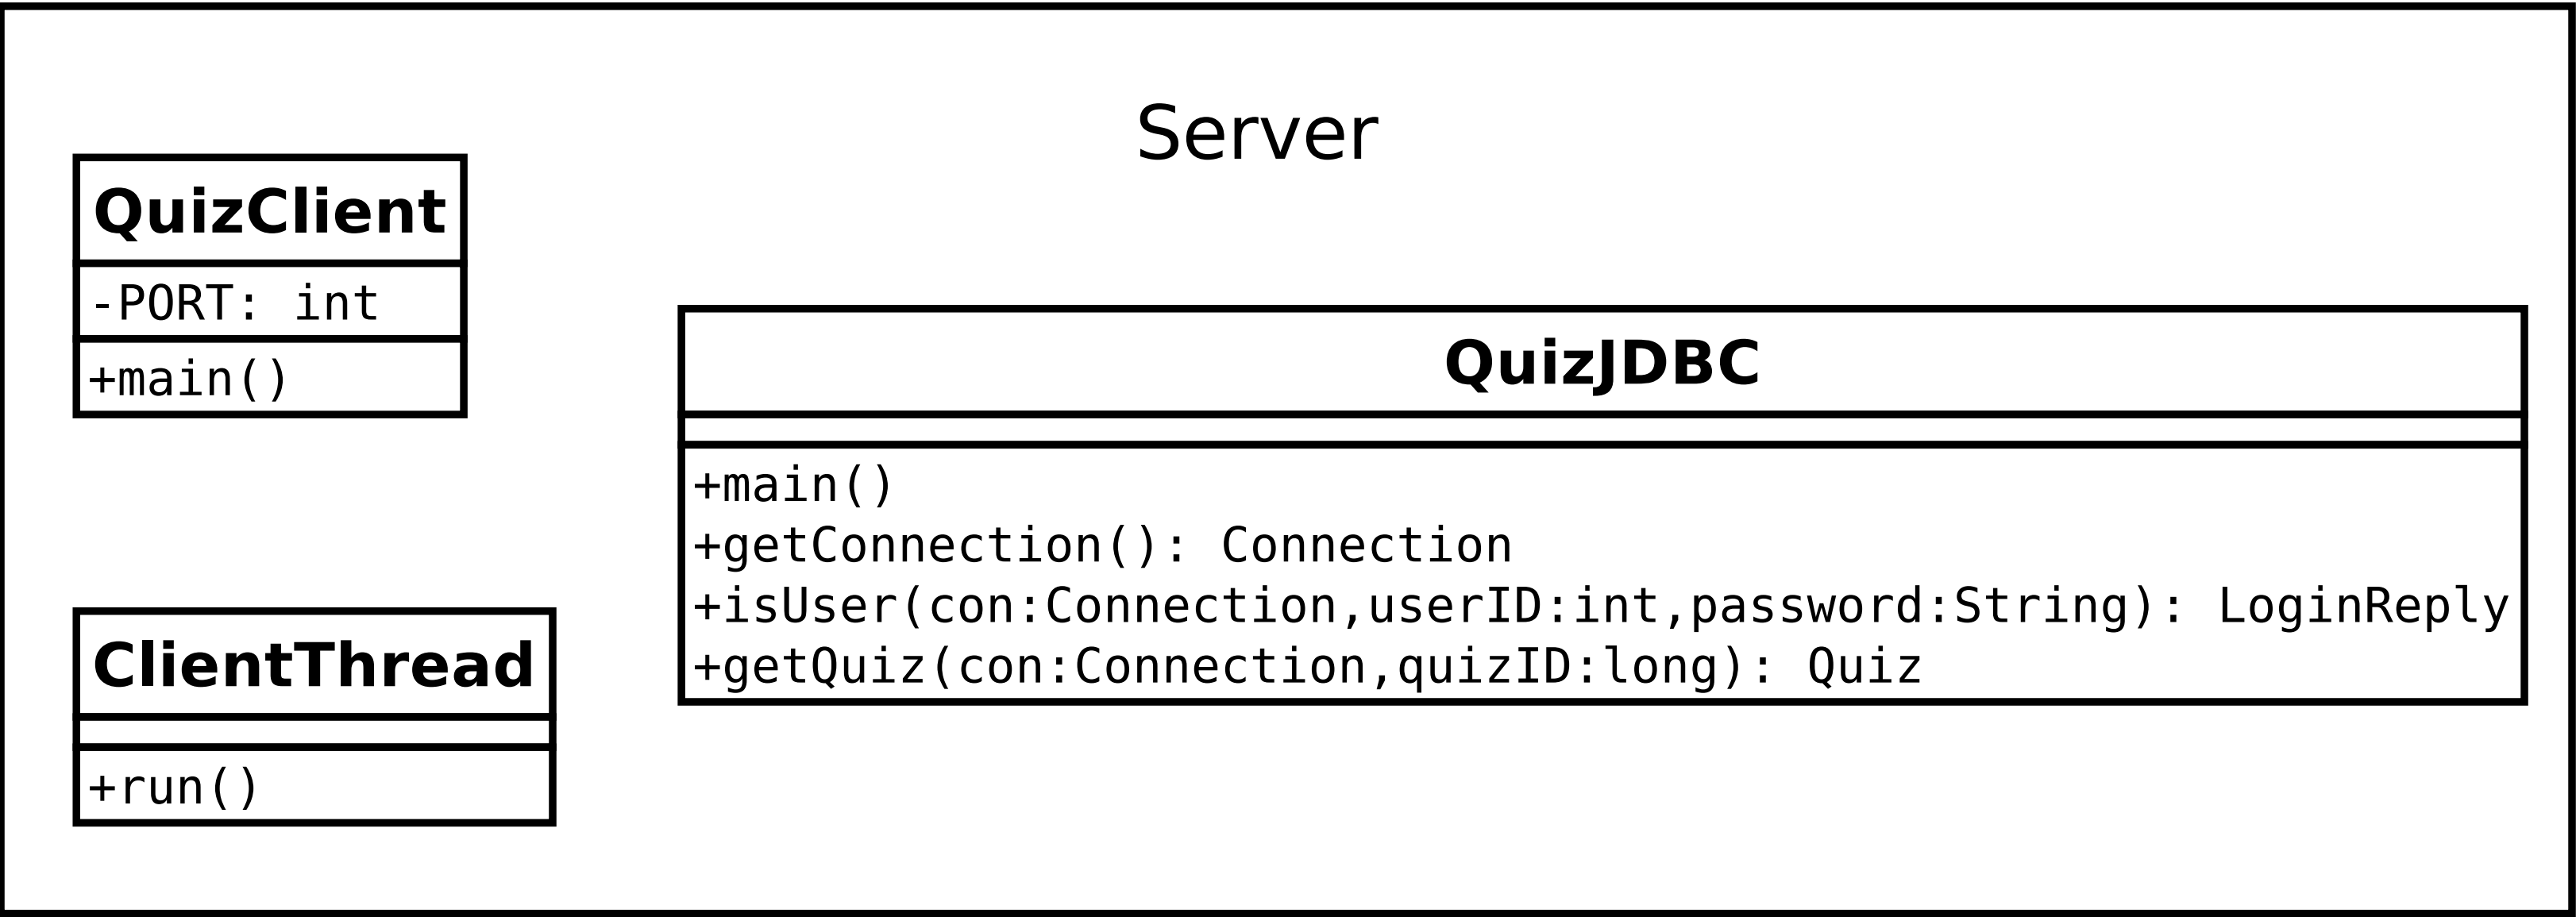 Server
QuizClient
-PORT: int
+main()
QuizJDBC
+main()
+getConnection(): Connection
+isUser(con:Connection,userID:int,password:String): LoginReply
+getQuiz(con:Connection,quizID:long): Quiz
ClientThread
+run()